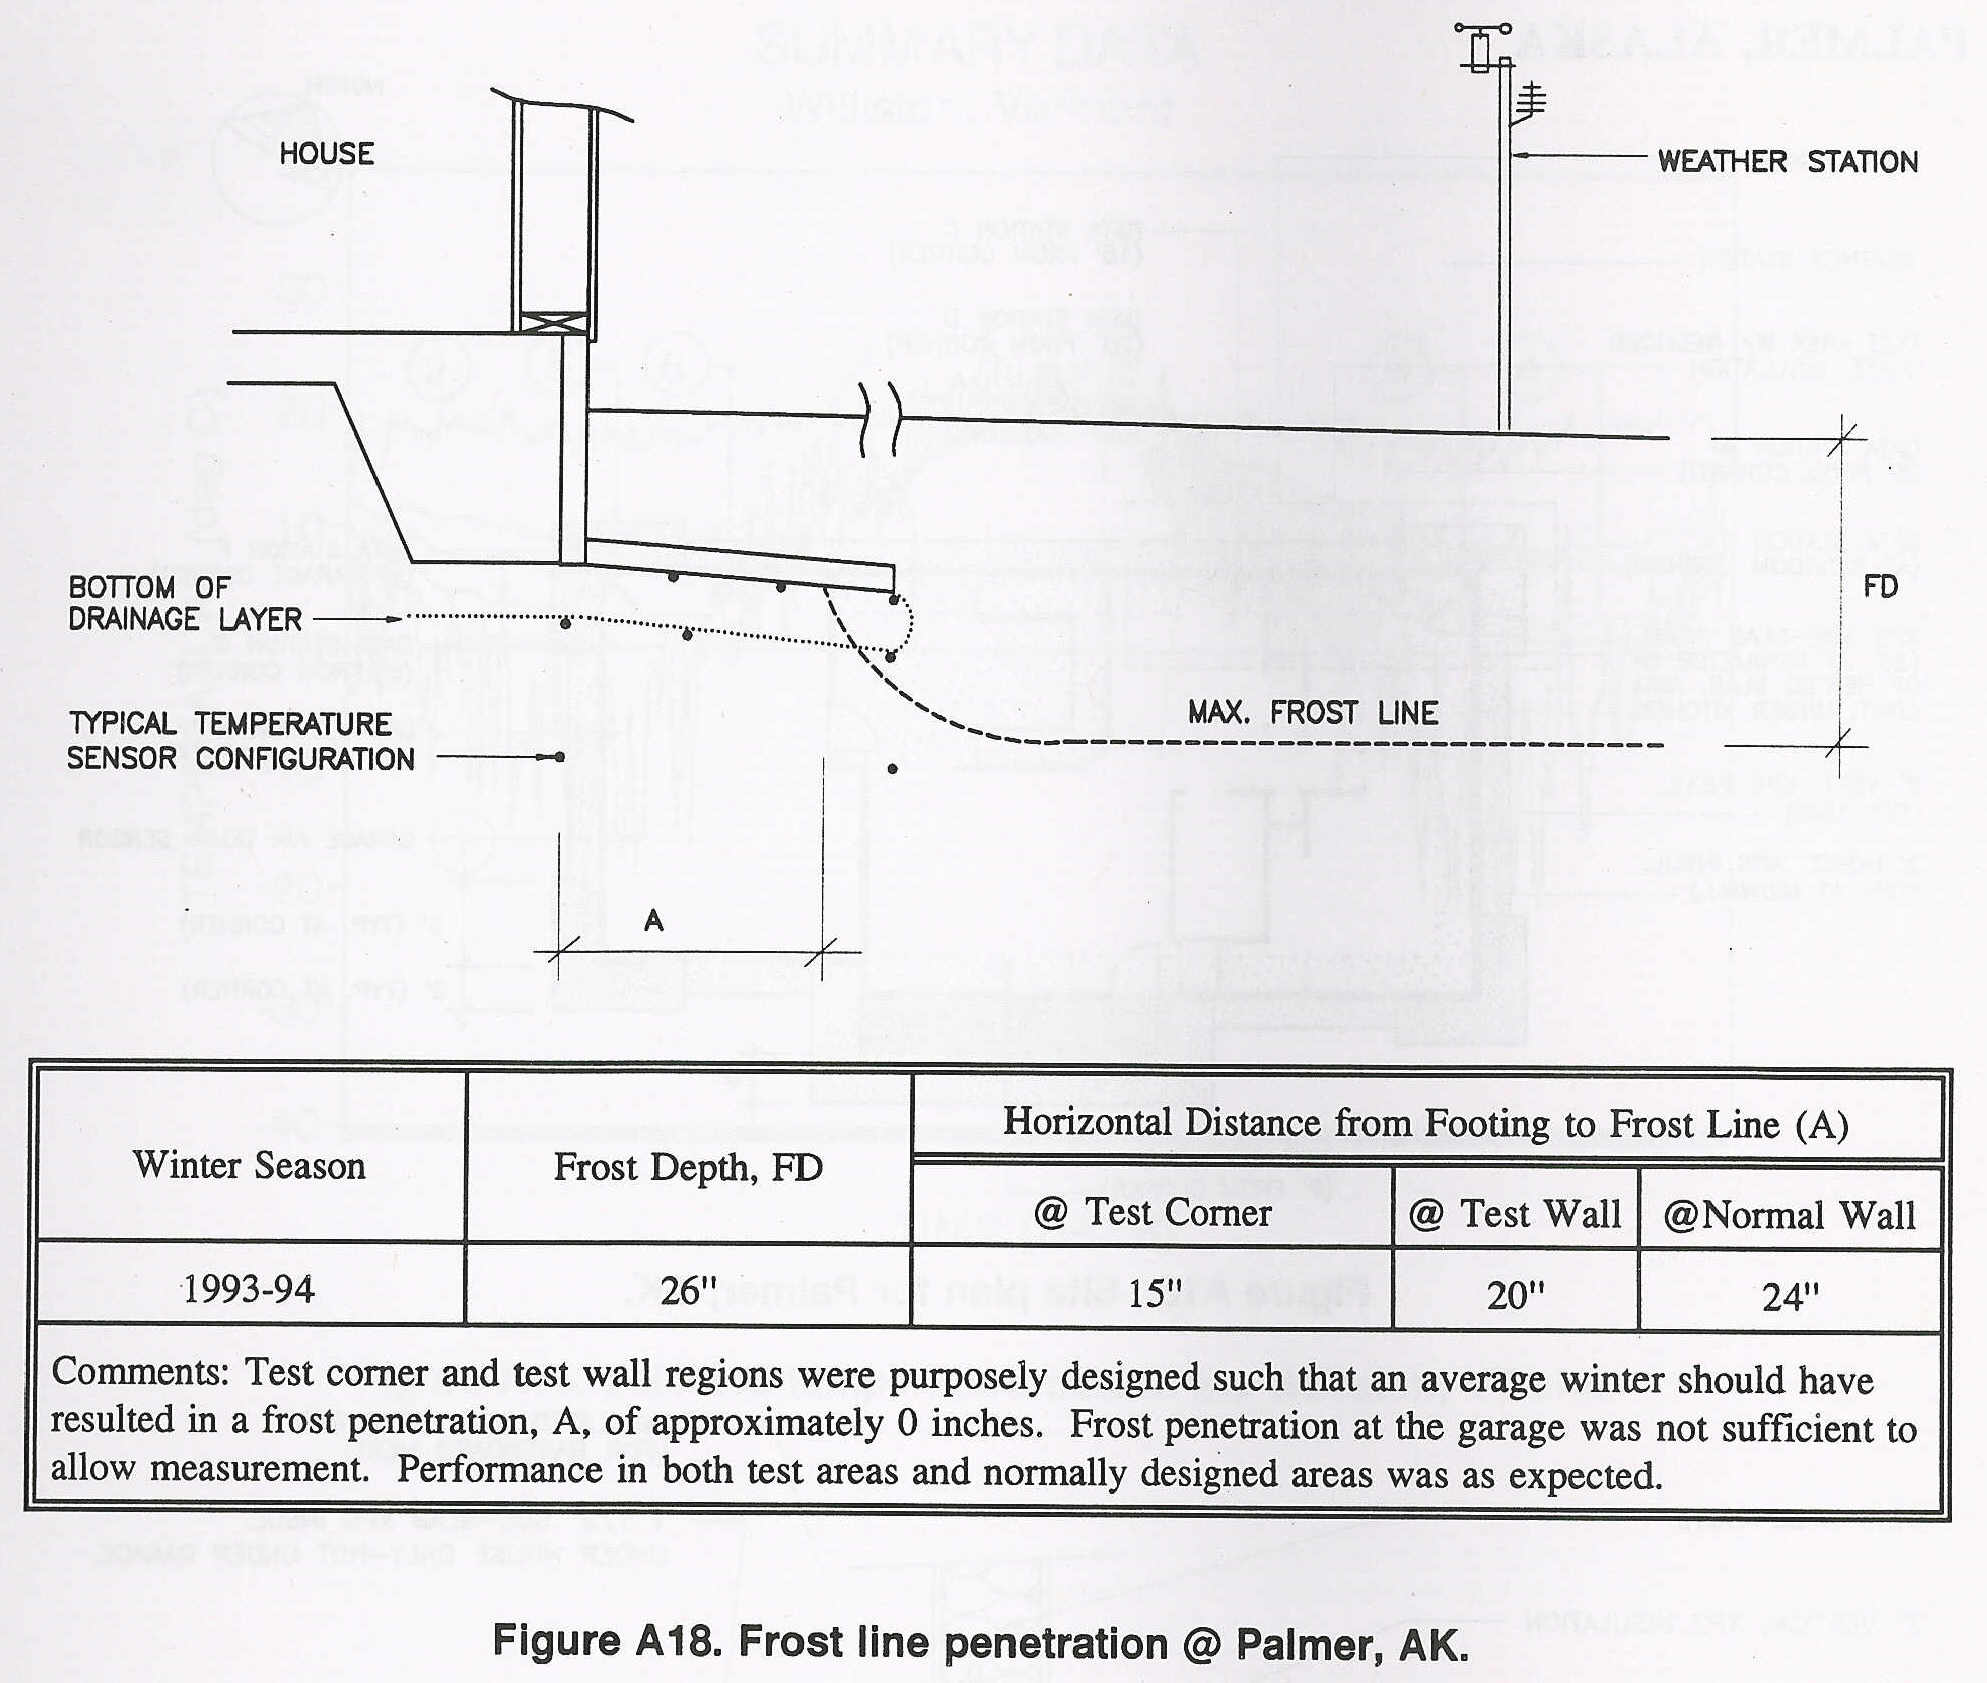 HOUSE
WEATHER STATION
FD
BOTTOM OF
DRAINAGE LAYER
MAX. FROST LINE
TYPICAL TEMPERATURE
SENSOR CONFIGURATION
A
Winter Season
Frost Depth, FD
Horizontal Distance from Footing to Frost Line (A)
@ Test Corner
@ Test Wall
@Normal Wall
1993-94
26"
15"
20"
24"
Comments: Test corner and test wall regions were purposely designed such that an average winter should have
resulted in a frost penetration, A, of approximately 0 inches. Frost penetration at the garage was not sufficient to
allow measurement. Performance in both test areas and normally designed areas was as expected.
Figure A18. Frost line penetration @ Palmer, AK.